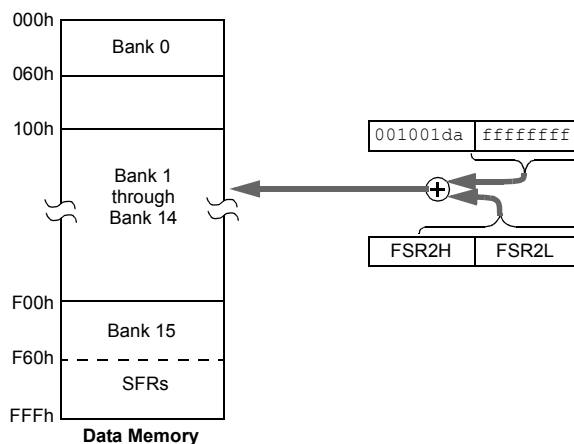 000h
Bank 0
060h
100h
001001da ffffffff
Bank 1
through
Bank 14
FSR2H FSR2L
F00h
Bank 15
F60h
SFRs
FFFh
Data Memory